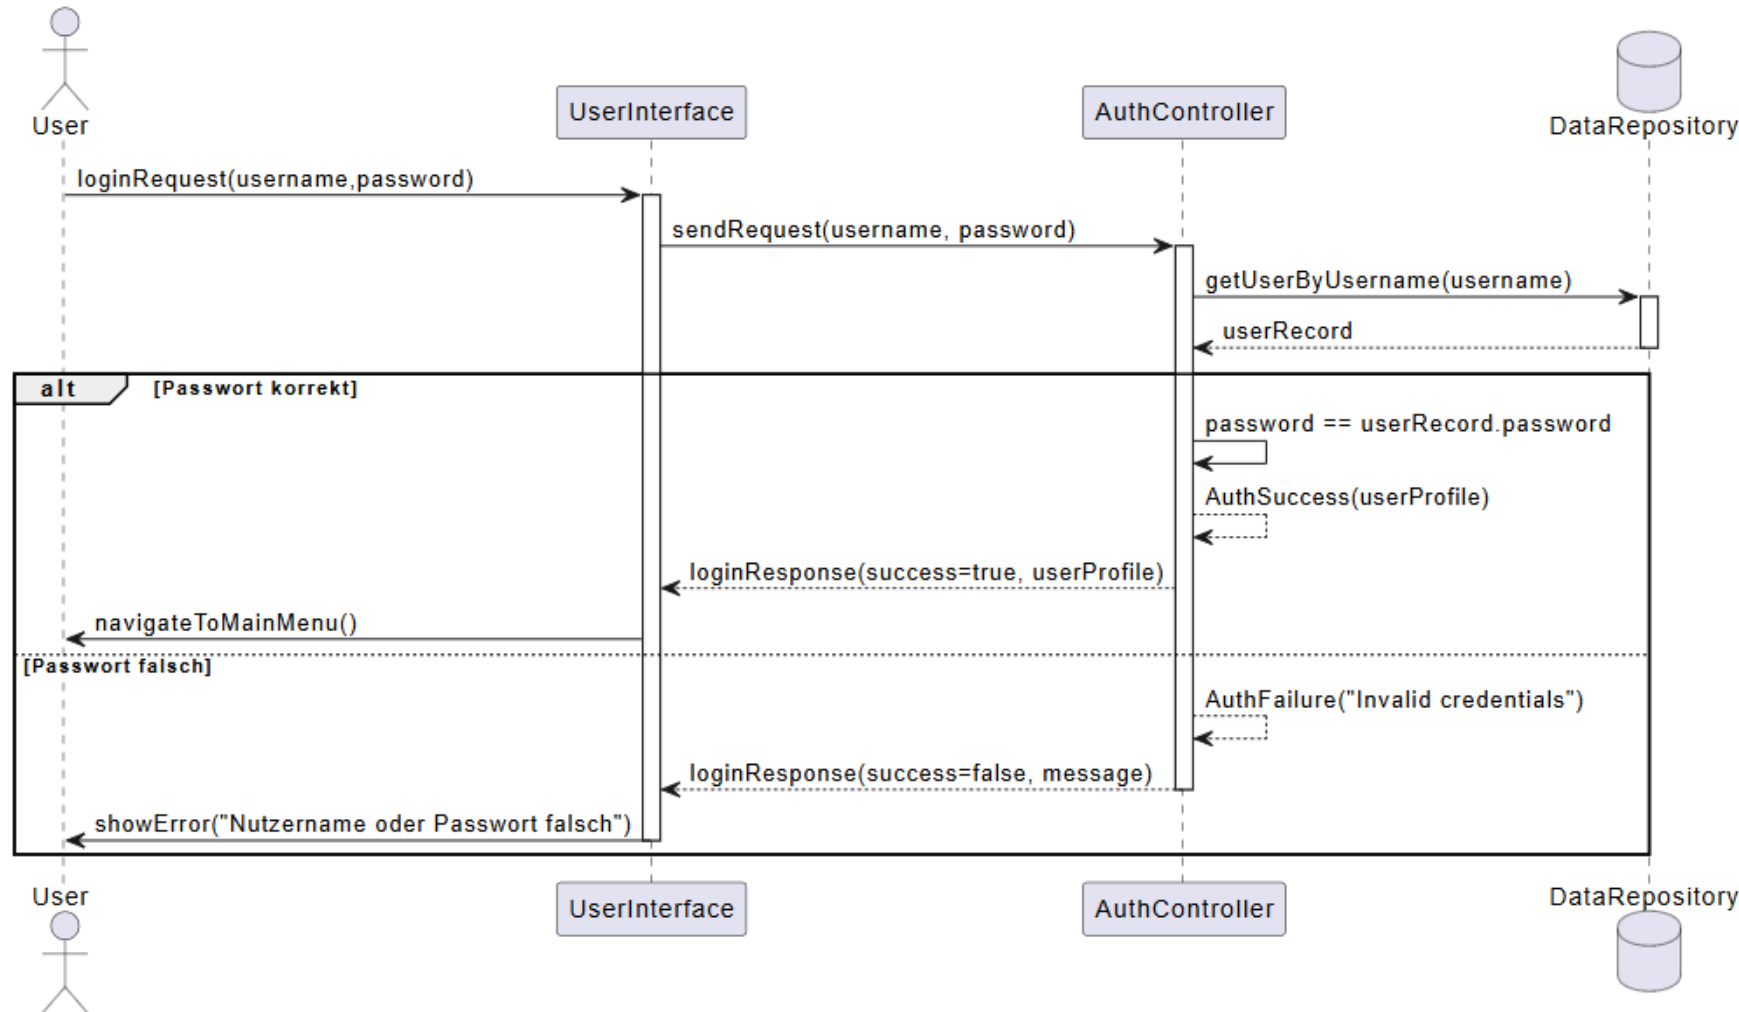 User
UserInterface
AuthController
DataRepository
loginRequest(username,password)
sendRequest(username, password)
getUserByUsername(username)
userRecord
alt
[Passwort korrekt]
password == userRecord.password
AuthSuccess(userProfile)
loginResponse(success=true, userProfile)
navigateToMainMenu()
[Passwort falsch]
AuthFailure("Invalid credentials")
loginResponse(success=false, message)
showError("Nutzername oder Passwort falsch")
User
UserInterface
AuthController
DataRepository